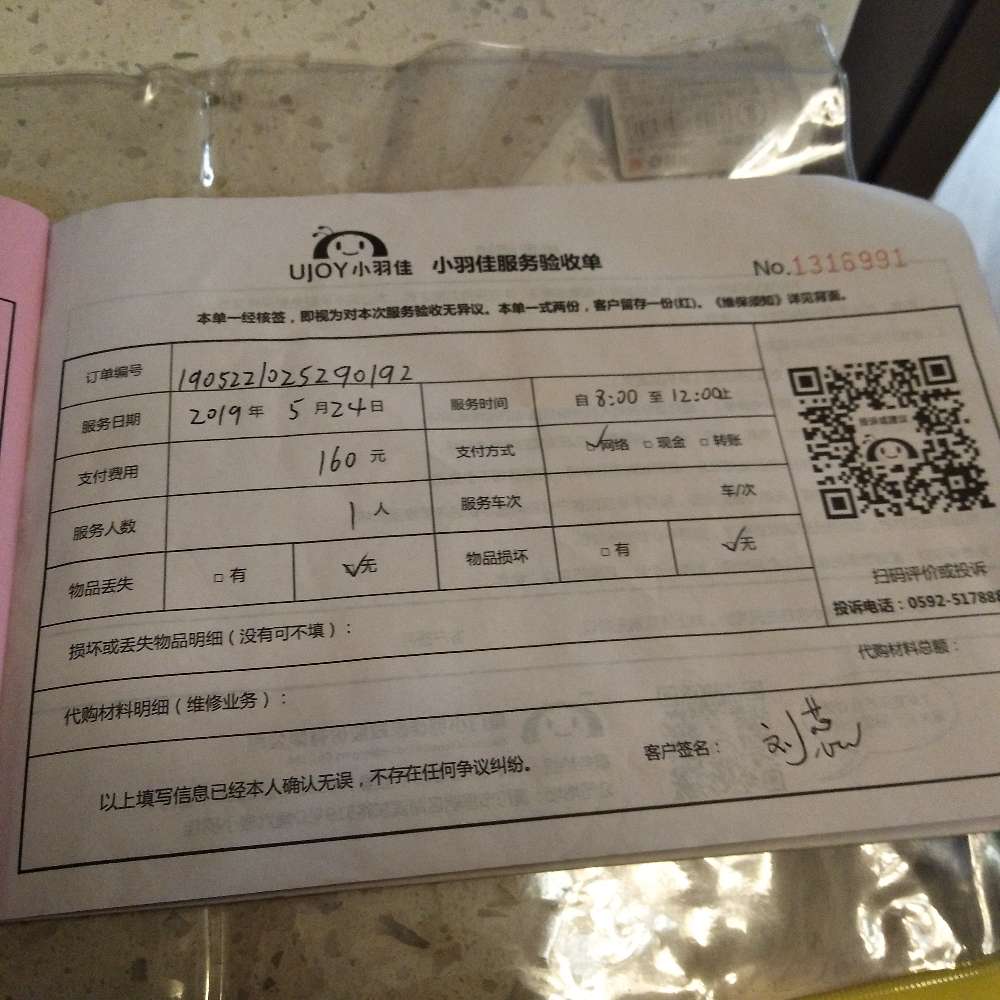 UJOY小羽佳 小羽佳服务验收单 No.1316991
本单一经核签，即视为对本次服务验收无异议。本单一式两份，客户留存一份(红)。《维保须知》详见背面。
订单编号 1905221025290192
服务日期 2019年 5月24日 服务时间 自 8:00 至 12:00止
支付费用 160 元 支付方式 ☑网络 □现金 □转账
服务人数 1 人 服务车次 车/次
物品丢失 □有 ☑无 物品损坏 □有 ☑无
投诉或建议
扫码评价或投诉
投诉电话：0592-517888
损坏或丢失物品明细（没有可不填）：
代购材料明细（维修业务）： 代购材料总额：
以上填写信息已经本人确认无误，不存在任何争议纠纷。 客户签名： 刘慧